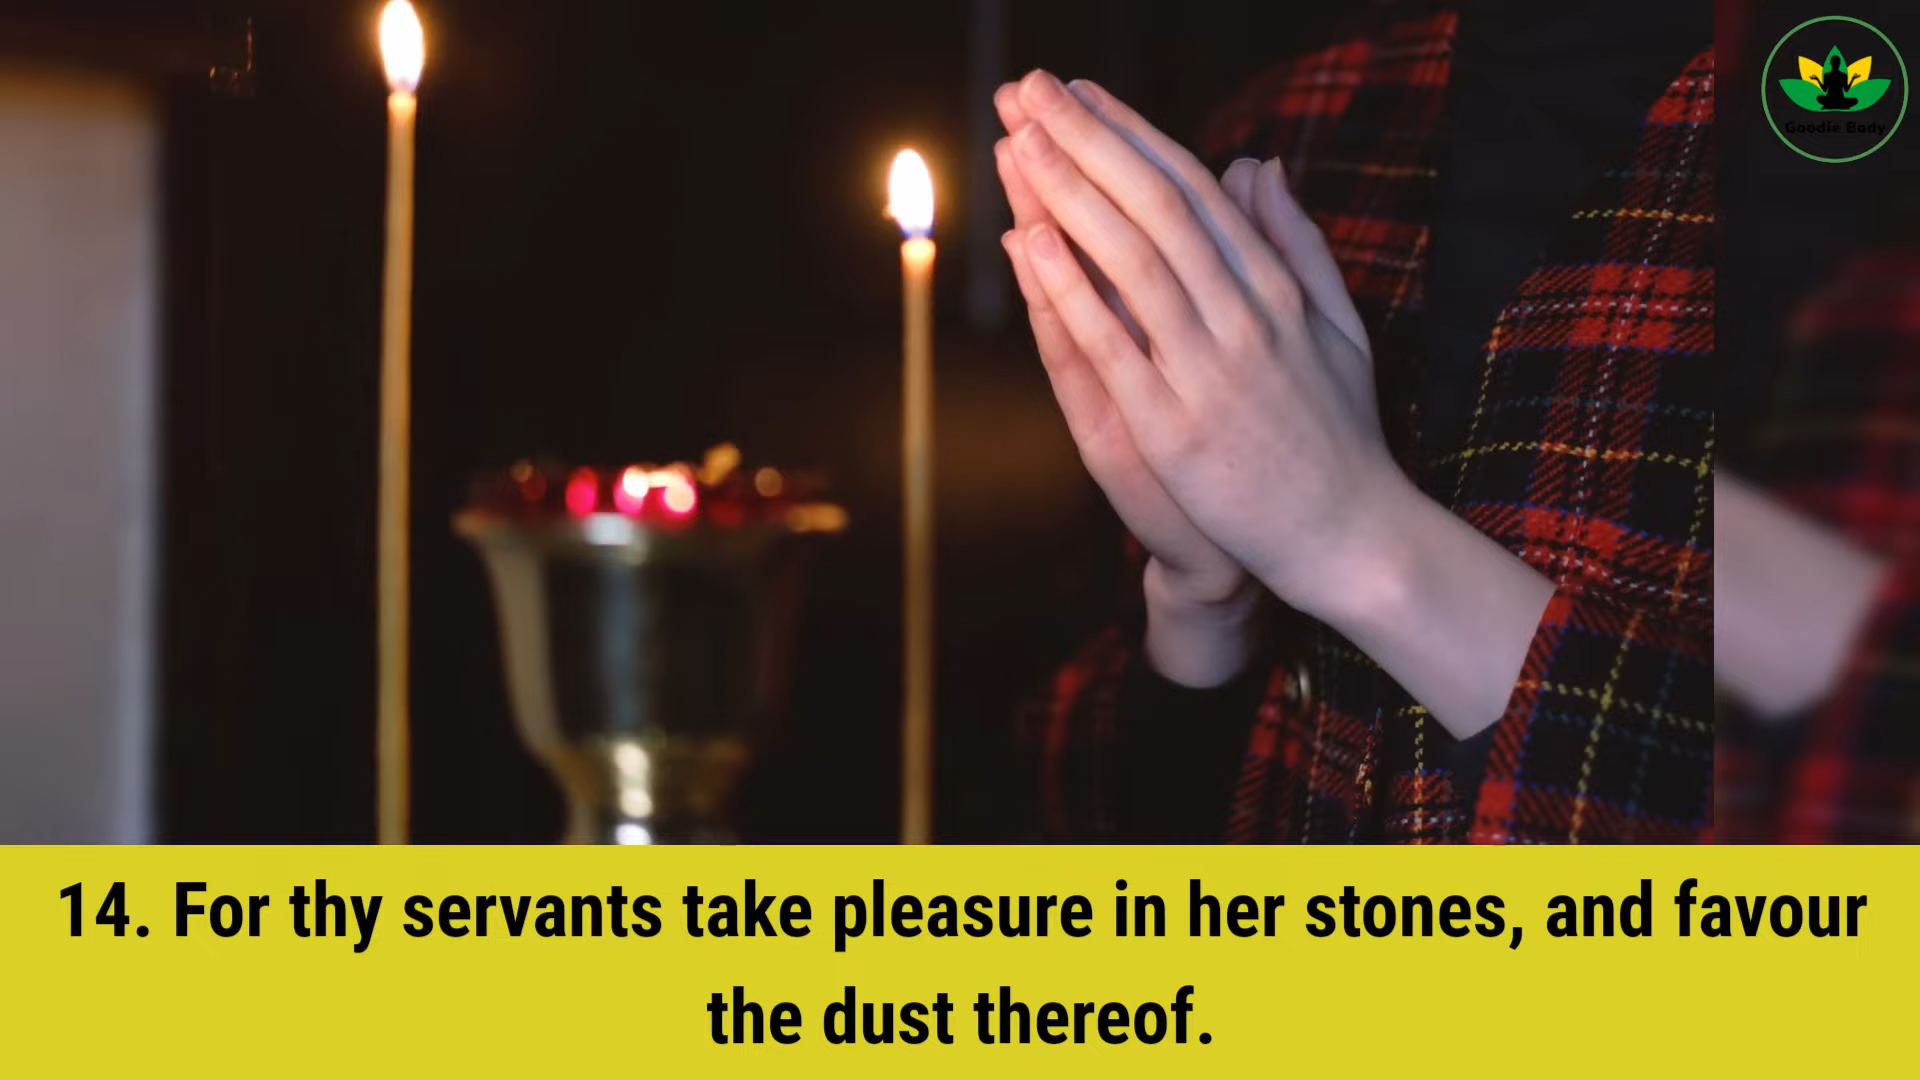 Goodie Body
14. For thy servants take pleasure in her stones, and favour
the dust thereof.